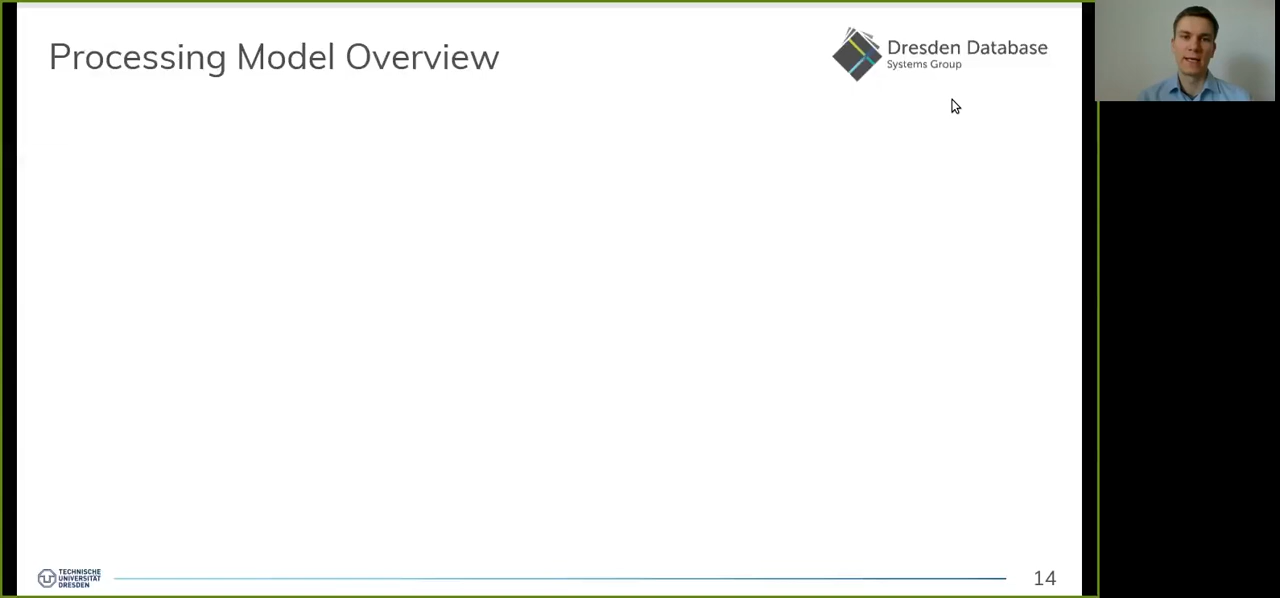 Processing Model Overview
Dresden Database
Systems Group
TECHNISCHE
UNIVERSITÄT
DRESDEN
14